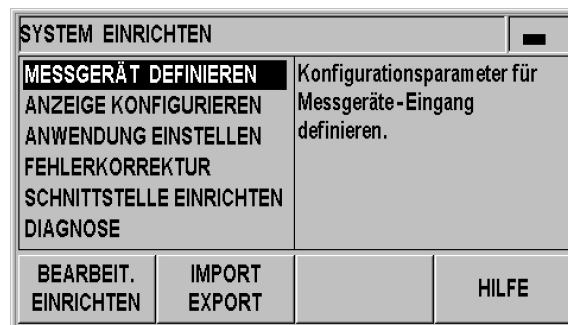 SYSTEM EINRICHTEN
MESSGERÄT DEFINIEREN
ANZEIGE KONFIGURIEREN
ANWENDUNG EINSTELLEN
FEHLERKORREKTUR
SCHNITTSTELLE EINRICHTEN
DIAGNOSE
Konfigurationsparameter für
Messgeräte-Eingang
definieren.
BEARBEIT.
EINRICHTEN
IMPORT
EXPORT
HILFE